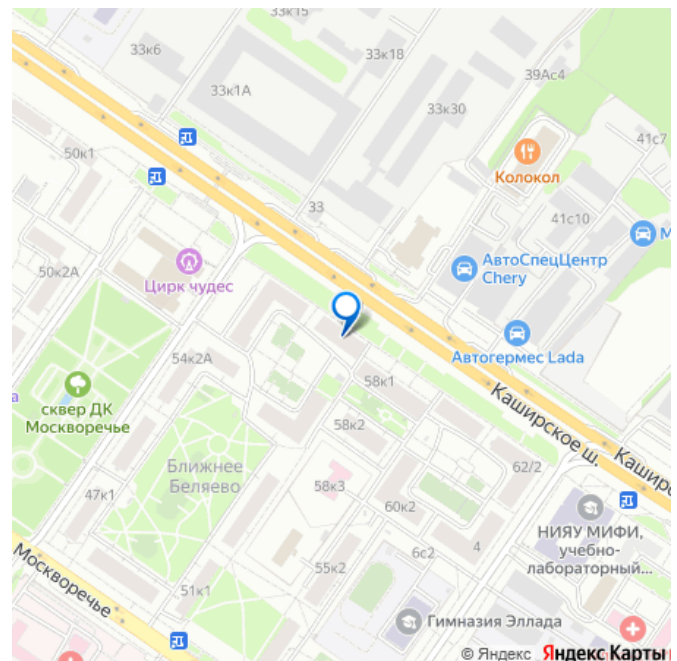 33к15
33к6
33к18
39Ас4
33к1А
33к30
41с7
50к1
Колокол
33
41с10
М
АвтоСпецЦентр
Chery
50к2А
Цирк чудес
Автогермес Lada
54к2А
58к1
а
сквер ДК
Москворечье
Каширское ш.
58к2
Каширс
Ближнее
Беляево
62/2
58к3
47к1
60к2
НИЯУ МИФИ,
учебно-
лабораторный...
6с2
4
Москворечье
55к2
51к1
Гимназия Эллада
© Яндекс Яндекс Карты